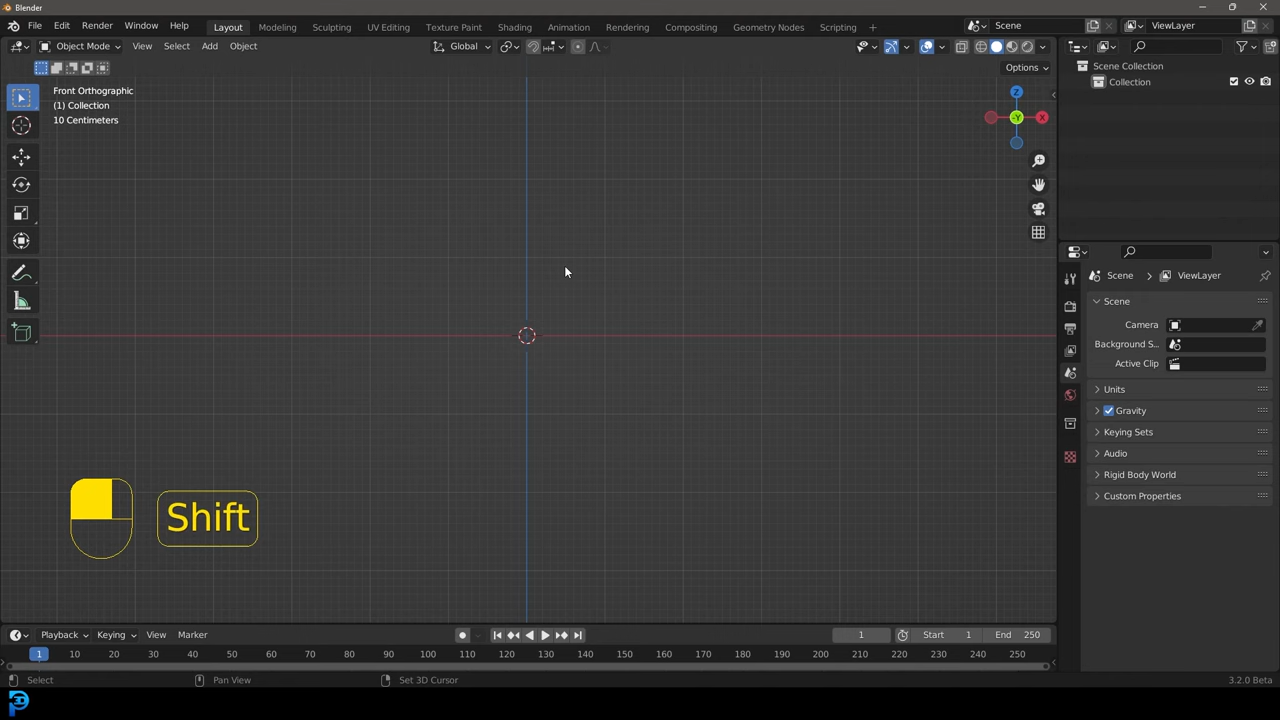 Blender
File Edit Render Window Help Layout Modeling Sculpting UV Editing Texture Paint Shading Animation Rendering Compositing Geometry Nodes Scripting + Scene ViewLayer
Object Mode View Select Add Object Global
Options
Front Orthographic
(1) Collection
10 Centimeters
Z
-Y
X
Scene Collection
Collection
Scene > ViewLayer
Scene
Camera
Background S...
Active Clip
Units
Gravity
Keying Sets
Audio
Rigid Body World
Custom Properties
Shift
Playback Keying View Marker 1 Start 1 End 250
1 10 20 30 40 50 60 70 80 90 100 110 120 130 140 150 160 170 180 190 200 210 220 230 240 250
Select Pan View Set 3D Cursor 3.2.0 Beta